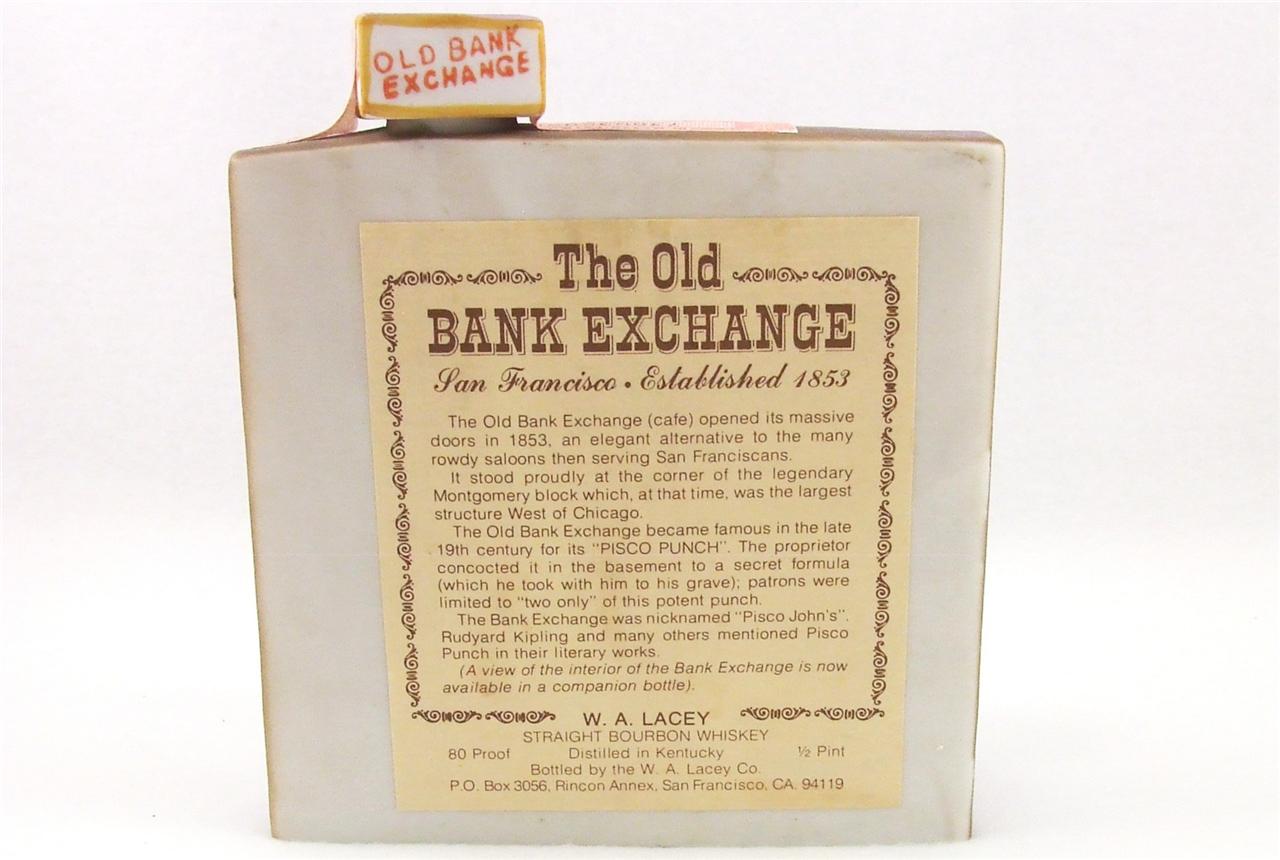 OLD BANK
EXCHANGE
The Old
BANK EXCHANGE
San Francisco • Established 1853
The Old Bank Exchange (cafe) opened its massive
doors in 1853, an elegant alternative to the many
rowdy saloons then serving San Franciscans.
It stood proudly at the corner of the legendary
Montgomery block which, at that time, was the largest
structure West of Chicago.
The Old Bank Exchange became famous in the late
19th century for its "PISCO PUNCH". The proprietor
concocted it in the basement to a secret formula
(which he took with him to his grave); patrons were
limited to "two only" of this potent punch.
The Bank Exchange was nicknamed "Pisco John's".
Rudyard Kipling and many others mentioned Pisco
Punch in their literary works.
(A view of the interior of the Bank Exchange is now
available in a companion bottle).
W. A. LACEY
STRAIGHT BOURBON WHISKEY
80 Proof Distilled in Kentucky ½ Pint
Bottled by the W. A. Lacey Co.
P.O. Box 3056, Rincon Annex, San Francisco, CA. 94119